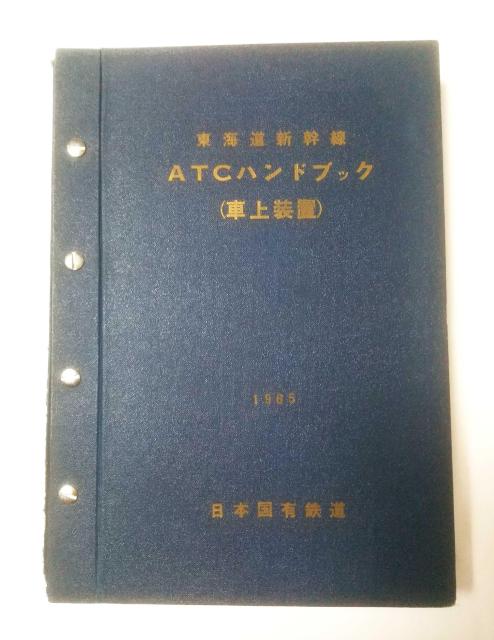 東海道新幹線
ATCハンドブック
(車上装置)
1965
日本国有鉄道